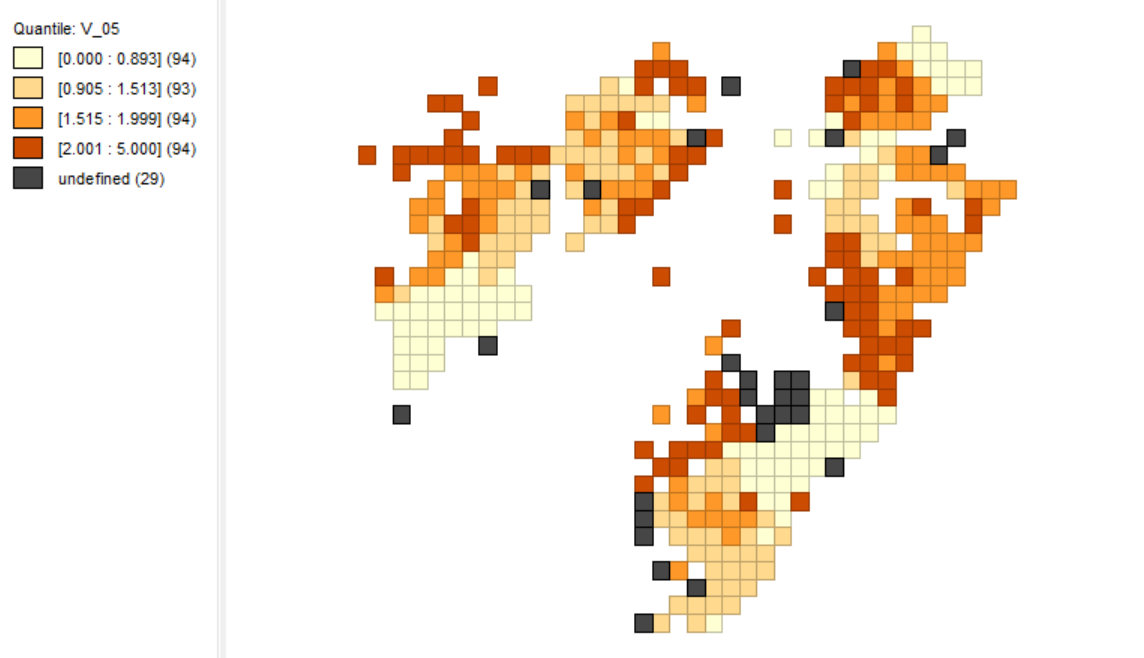 Quantile: V_05
[0.000 : 0.893] (94)
[0.905 : 1.513] (93)
[1.515 : 1.999] (94)
[2.001 : 5.000] (94)
undefined (29)